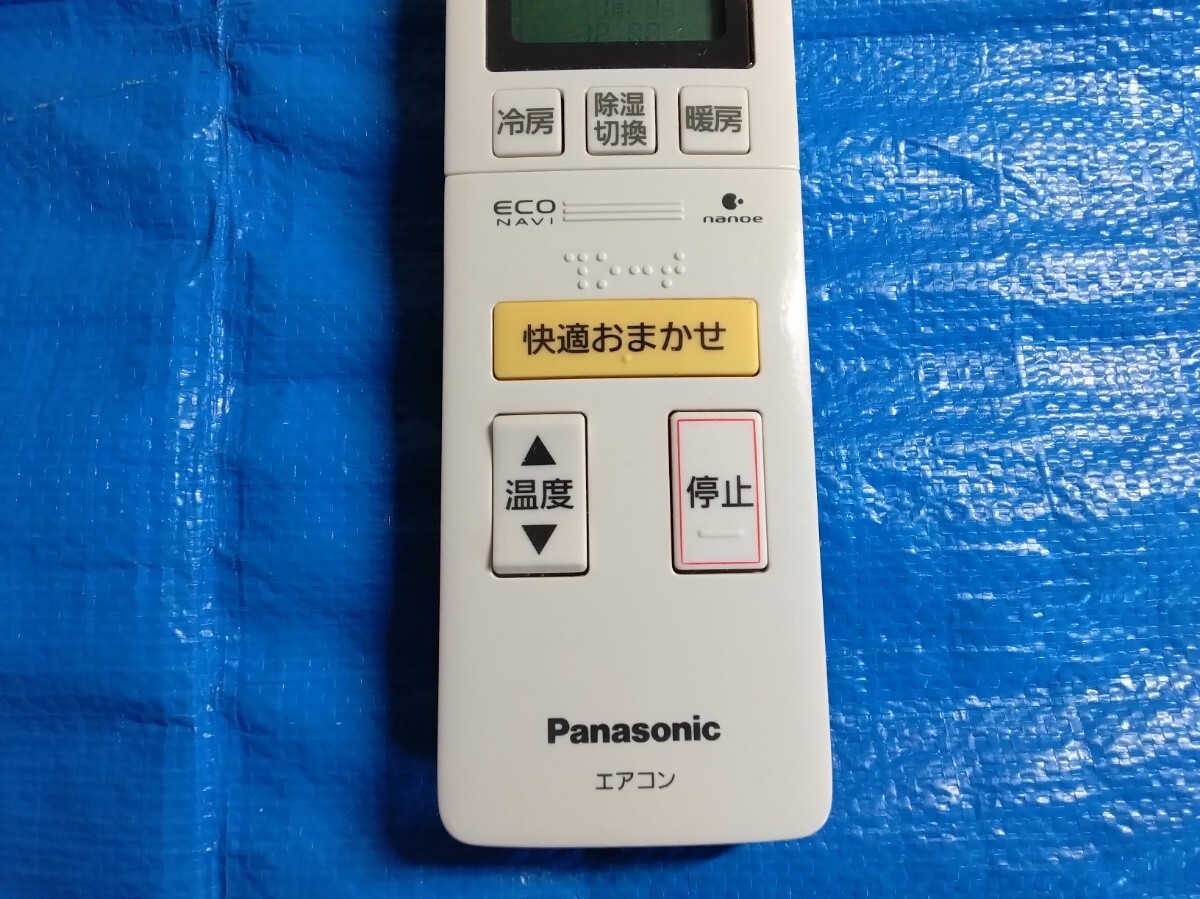 冷房
除湿
切換
暖房
ECO
NAVI
nanoe
快適おまかせ
▲
温度
▼
停止
Panasonic
エアコン